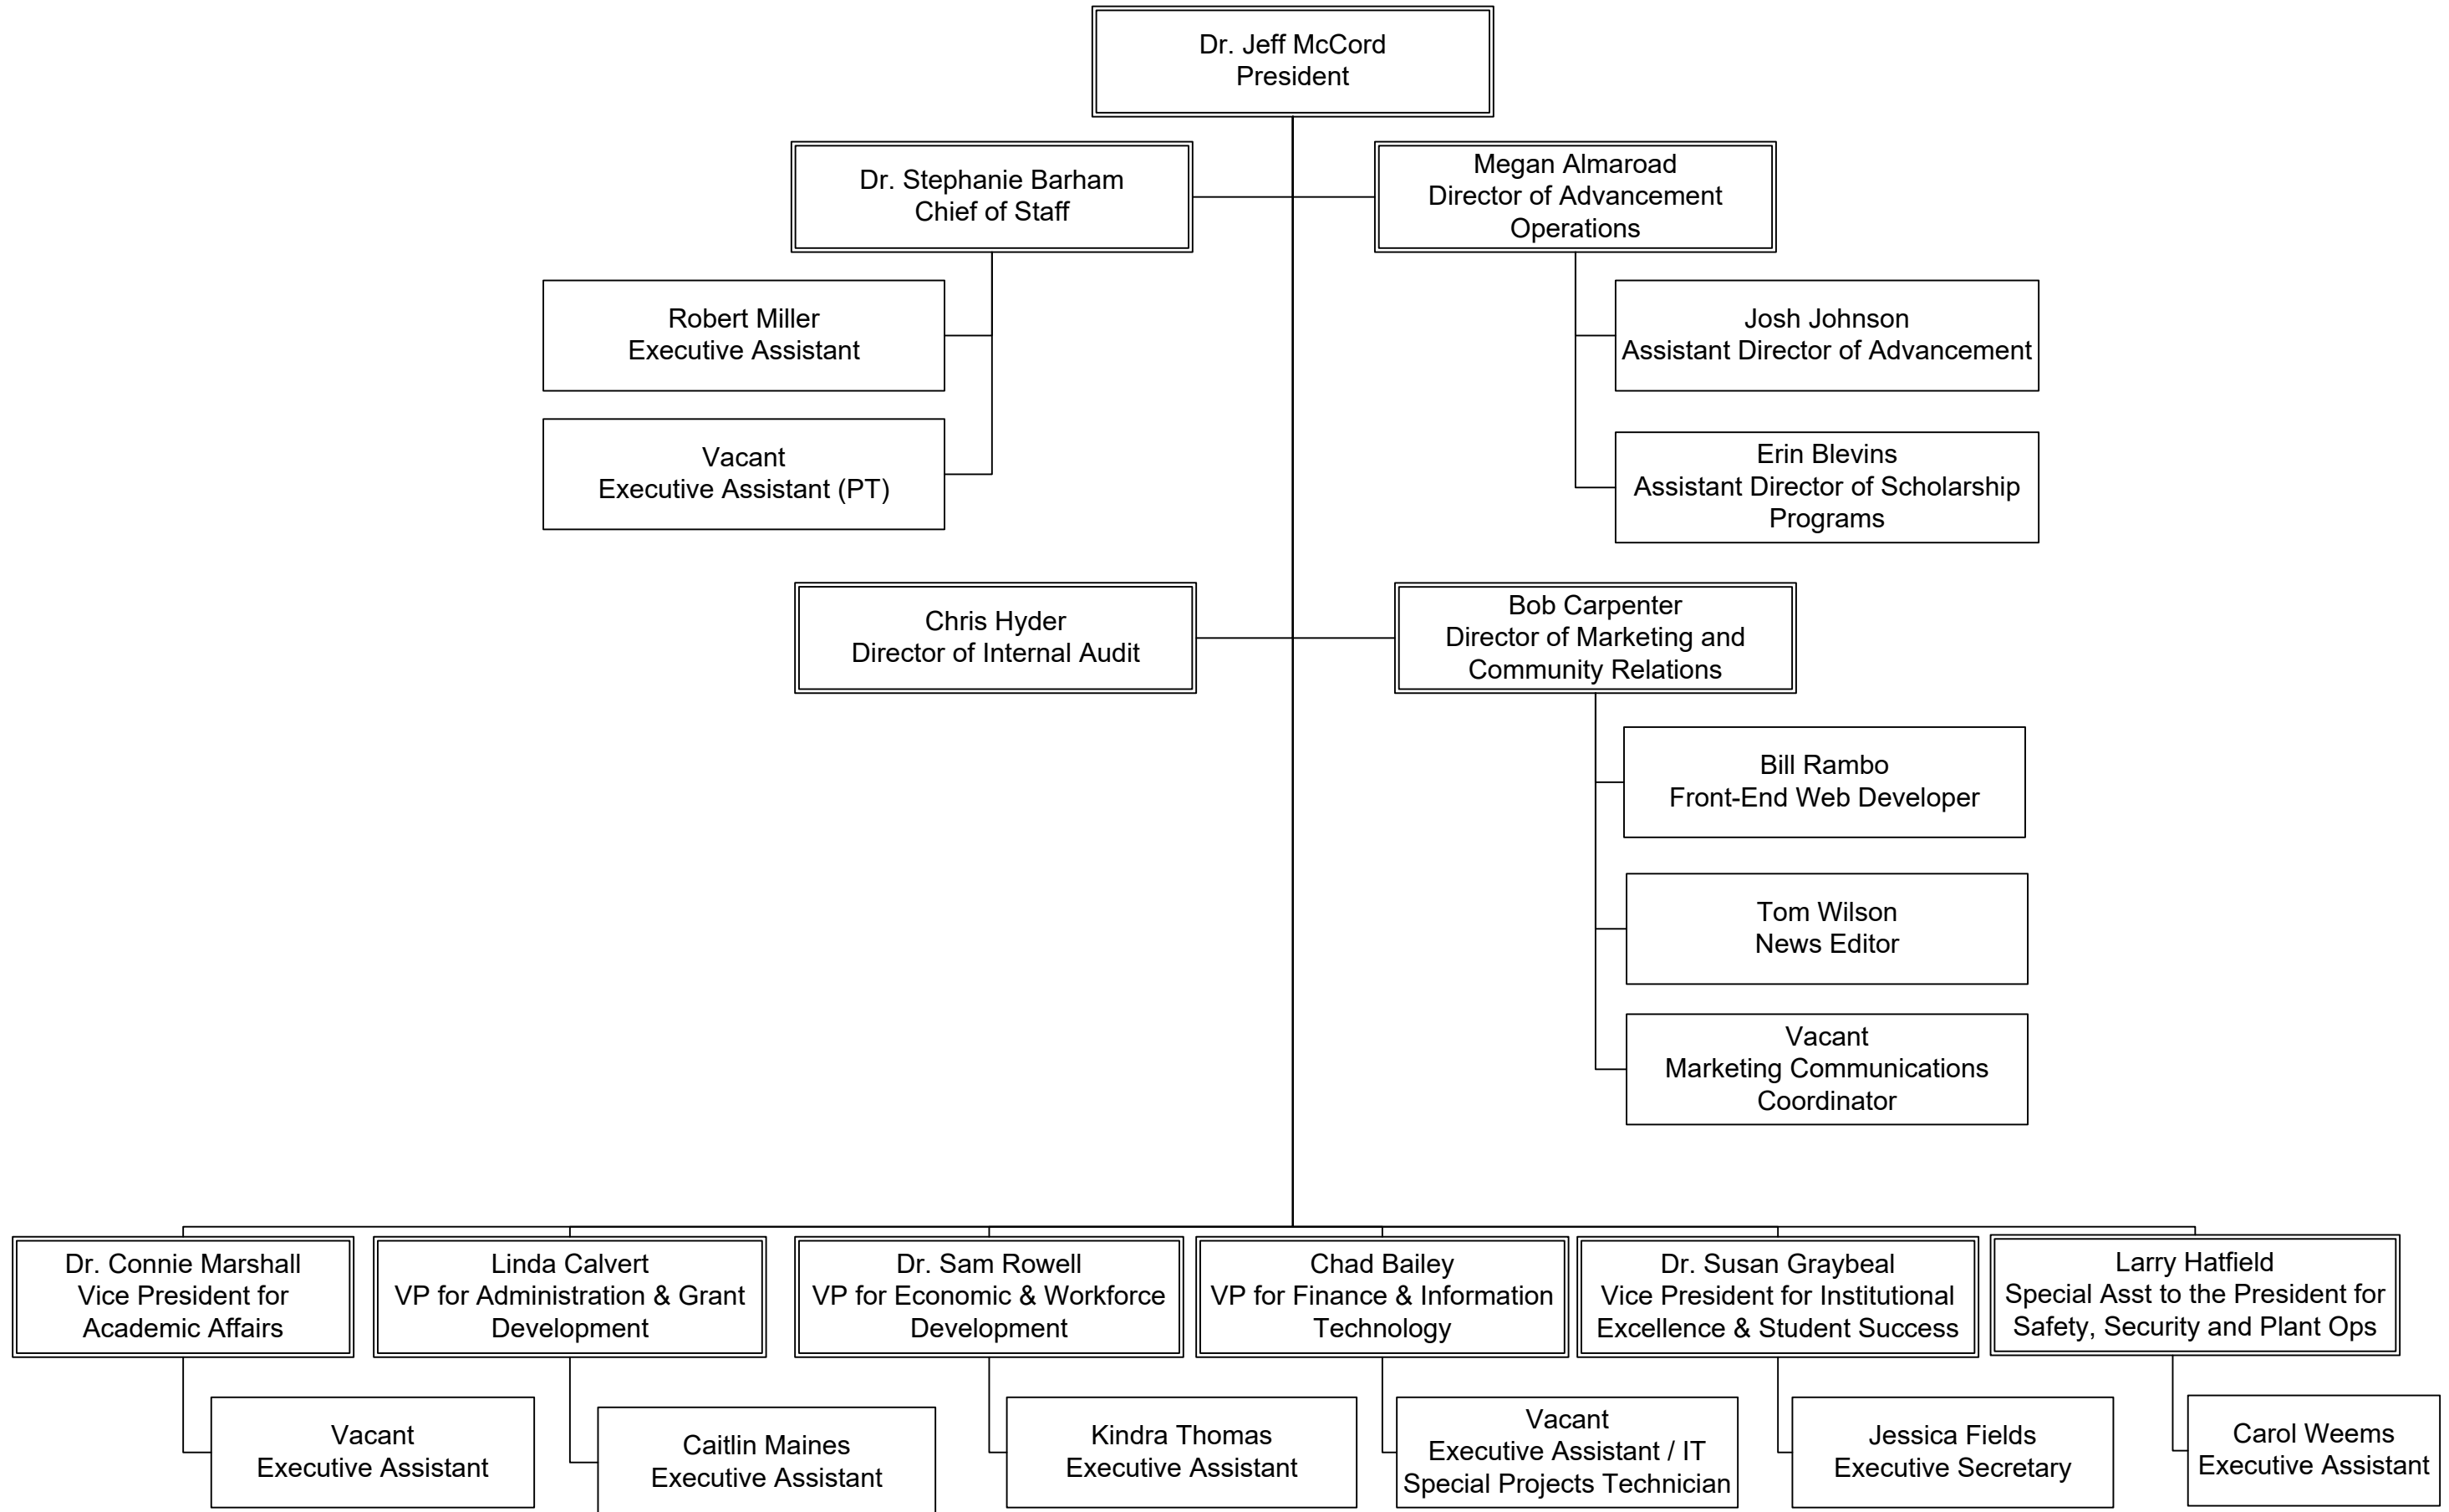 Dr. Jeff McCord
President
Dr. Stephanie Barham
Chief of Staff
Megan Almaroad
Director of Advancement
Operations
Robert Miller
Executive Assistant
Josh Johnson
Assistant Director of Advancement
Vacant
Executive Assistant (PT)
Erin Blevins
Assistant Director of Scholarship
Programs
Chris Hyder
Director of Internal Audit
Bob Carpenter
Director of Marketing and
Community Relations
Bill Rambo
Front-End Web Developer
Tom Wilson
News Editor
Vacant
Marketing Communications
Coordinator
Dr. Connie Marshall
Vice President for
Academic Affairs
Linda Calvert
VP for Administration & Grant
Development
Dr. Sam Rowell
VP for Economic & Workforce
Development
Chad Bailey
VP for Finance & Information
Technology
Dr. Susan Graybeal
Vice President for Institutional
Excellence & Student Success
Larry Hatfield
Special Asst to the President for
Safety, Security and Plant Ops
Vacant
Executive Assistant
Caitlin Maines
Executive Assistant
Kindra Thomas
Executive Assistant
Vacant
Executive Assistant / IT
Special Projects Technician
Jessica Fields
Executive Secretary
Carol Weems
Executive Assistant